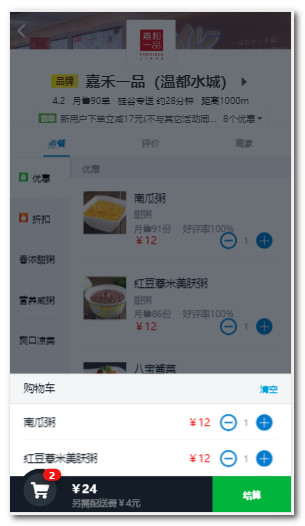 嘉禾
一品
品牌 嘉禾一品（温都水城）
4.2 月售90单 硅谷专送 约28分钟 距离1000m
首单 新用户下单立减17元(不与其它活动同... 8个优惠
点餐 评价 商家
优惠
折扣
香浓甜粥
营养咸粥
爽口凉菜
优惠
南瓜粥
甜粥
月售91份 好评率100%
￥12 1
红豆薏米美肤粥
甜粥
月售86份 好评率100%
￥12 1
八宝酱菜
购物车 清空
南瓜粥 ￥12 1
红豆薏米美肤粥 ￥12 1
2
￥24
另需配送费￥4元
结算